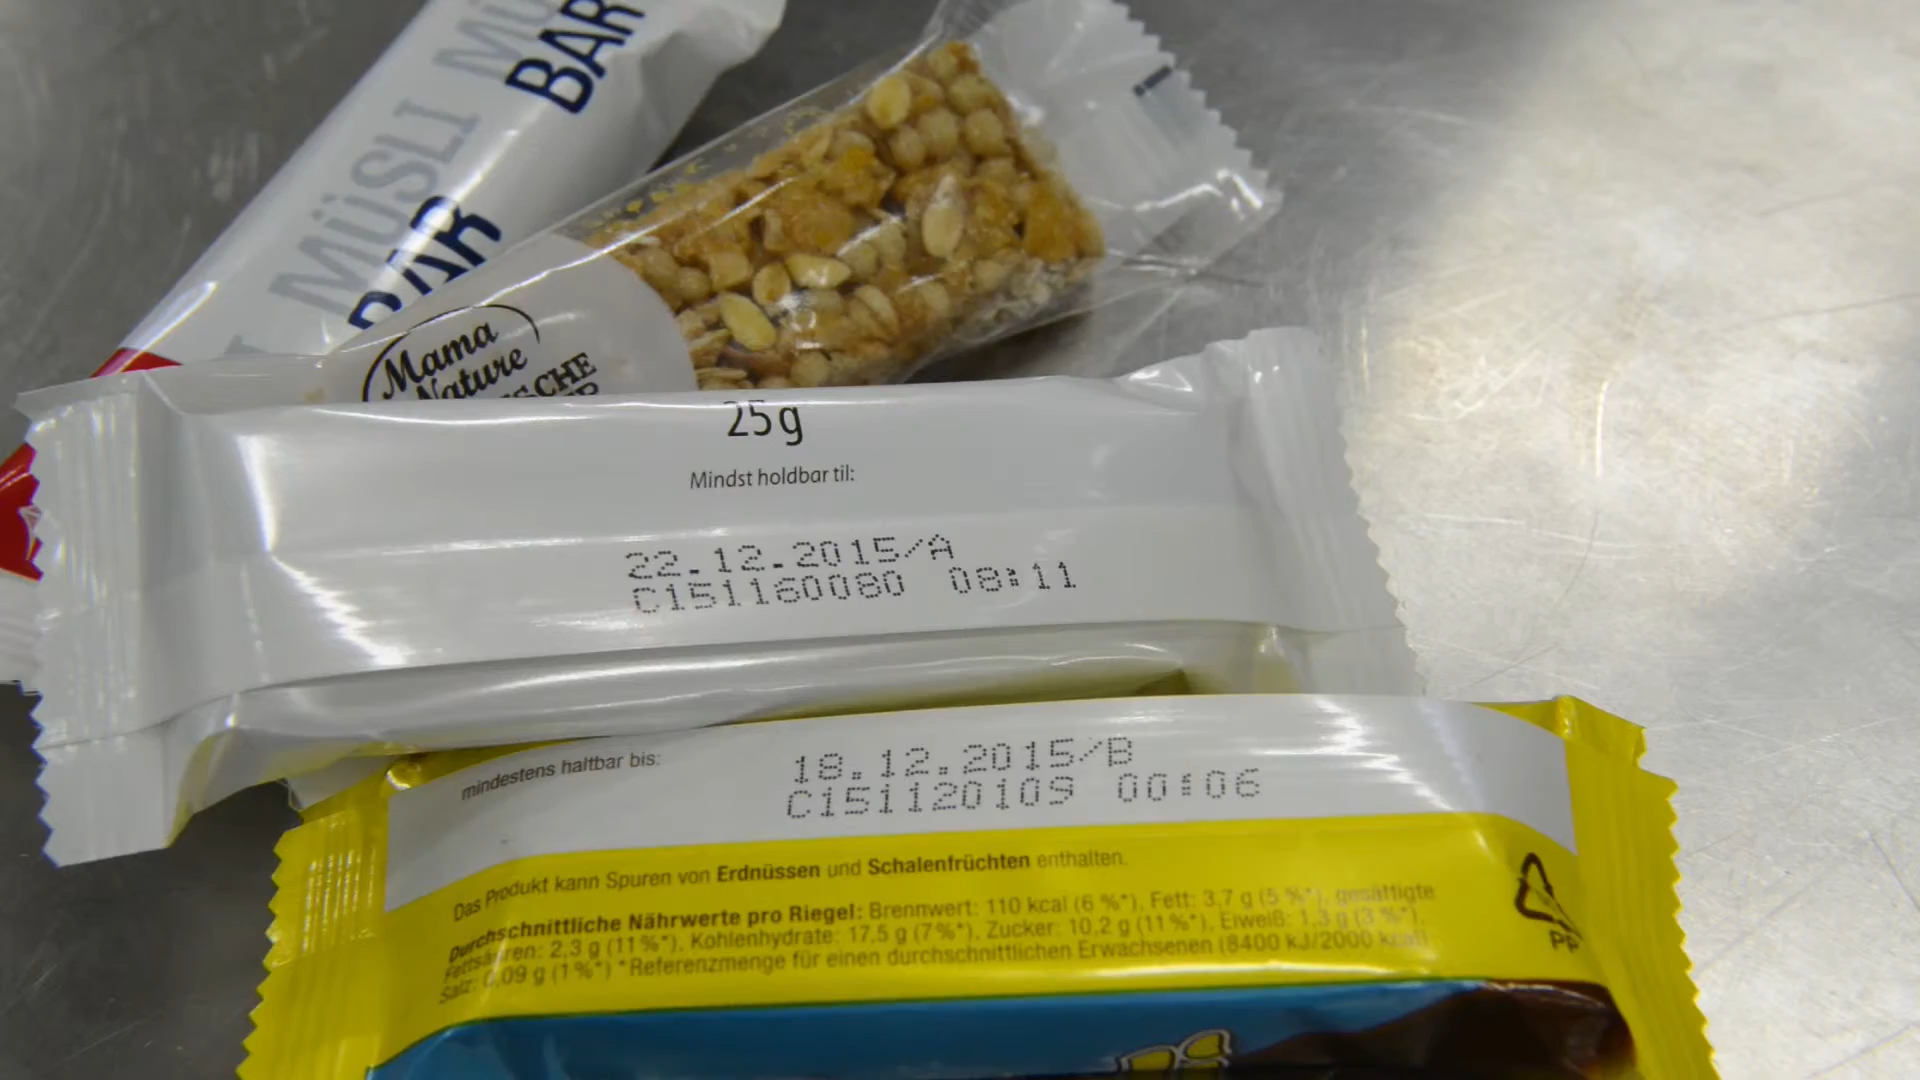 MÜSLI MÜ
BAR
BAR
Mama
Nature
SCHE
25g
Mindst holdbar til:
22.12.2015/A
C151160080 08:11
mindestens haltbar bis:
18.12.2015/B
C151120109 00:06
Das Produkt kann Spuren von Erdnüssen und Schalenfrüchten enthalten.
Durchschnittliche Nährwerte pro Riegel: Brennwert: 110 kcal (6 %*), Fett: 3,7 g (5 %*), gesättigte
Fettsäuren: 2,3 g (11 %*), Kohlenhydrate: 17,5 g (7 %*), Zucker: 10,2 g (11 %*), Eiweiß: 1,3 g (3 %*),
Salz: 0,09 g (1 %*) *Referenzmenge für einen durchschnittlichen Erwachsenen (8400 kJ/2000 kcal)
PP